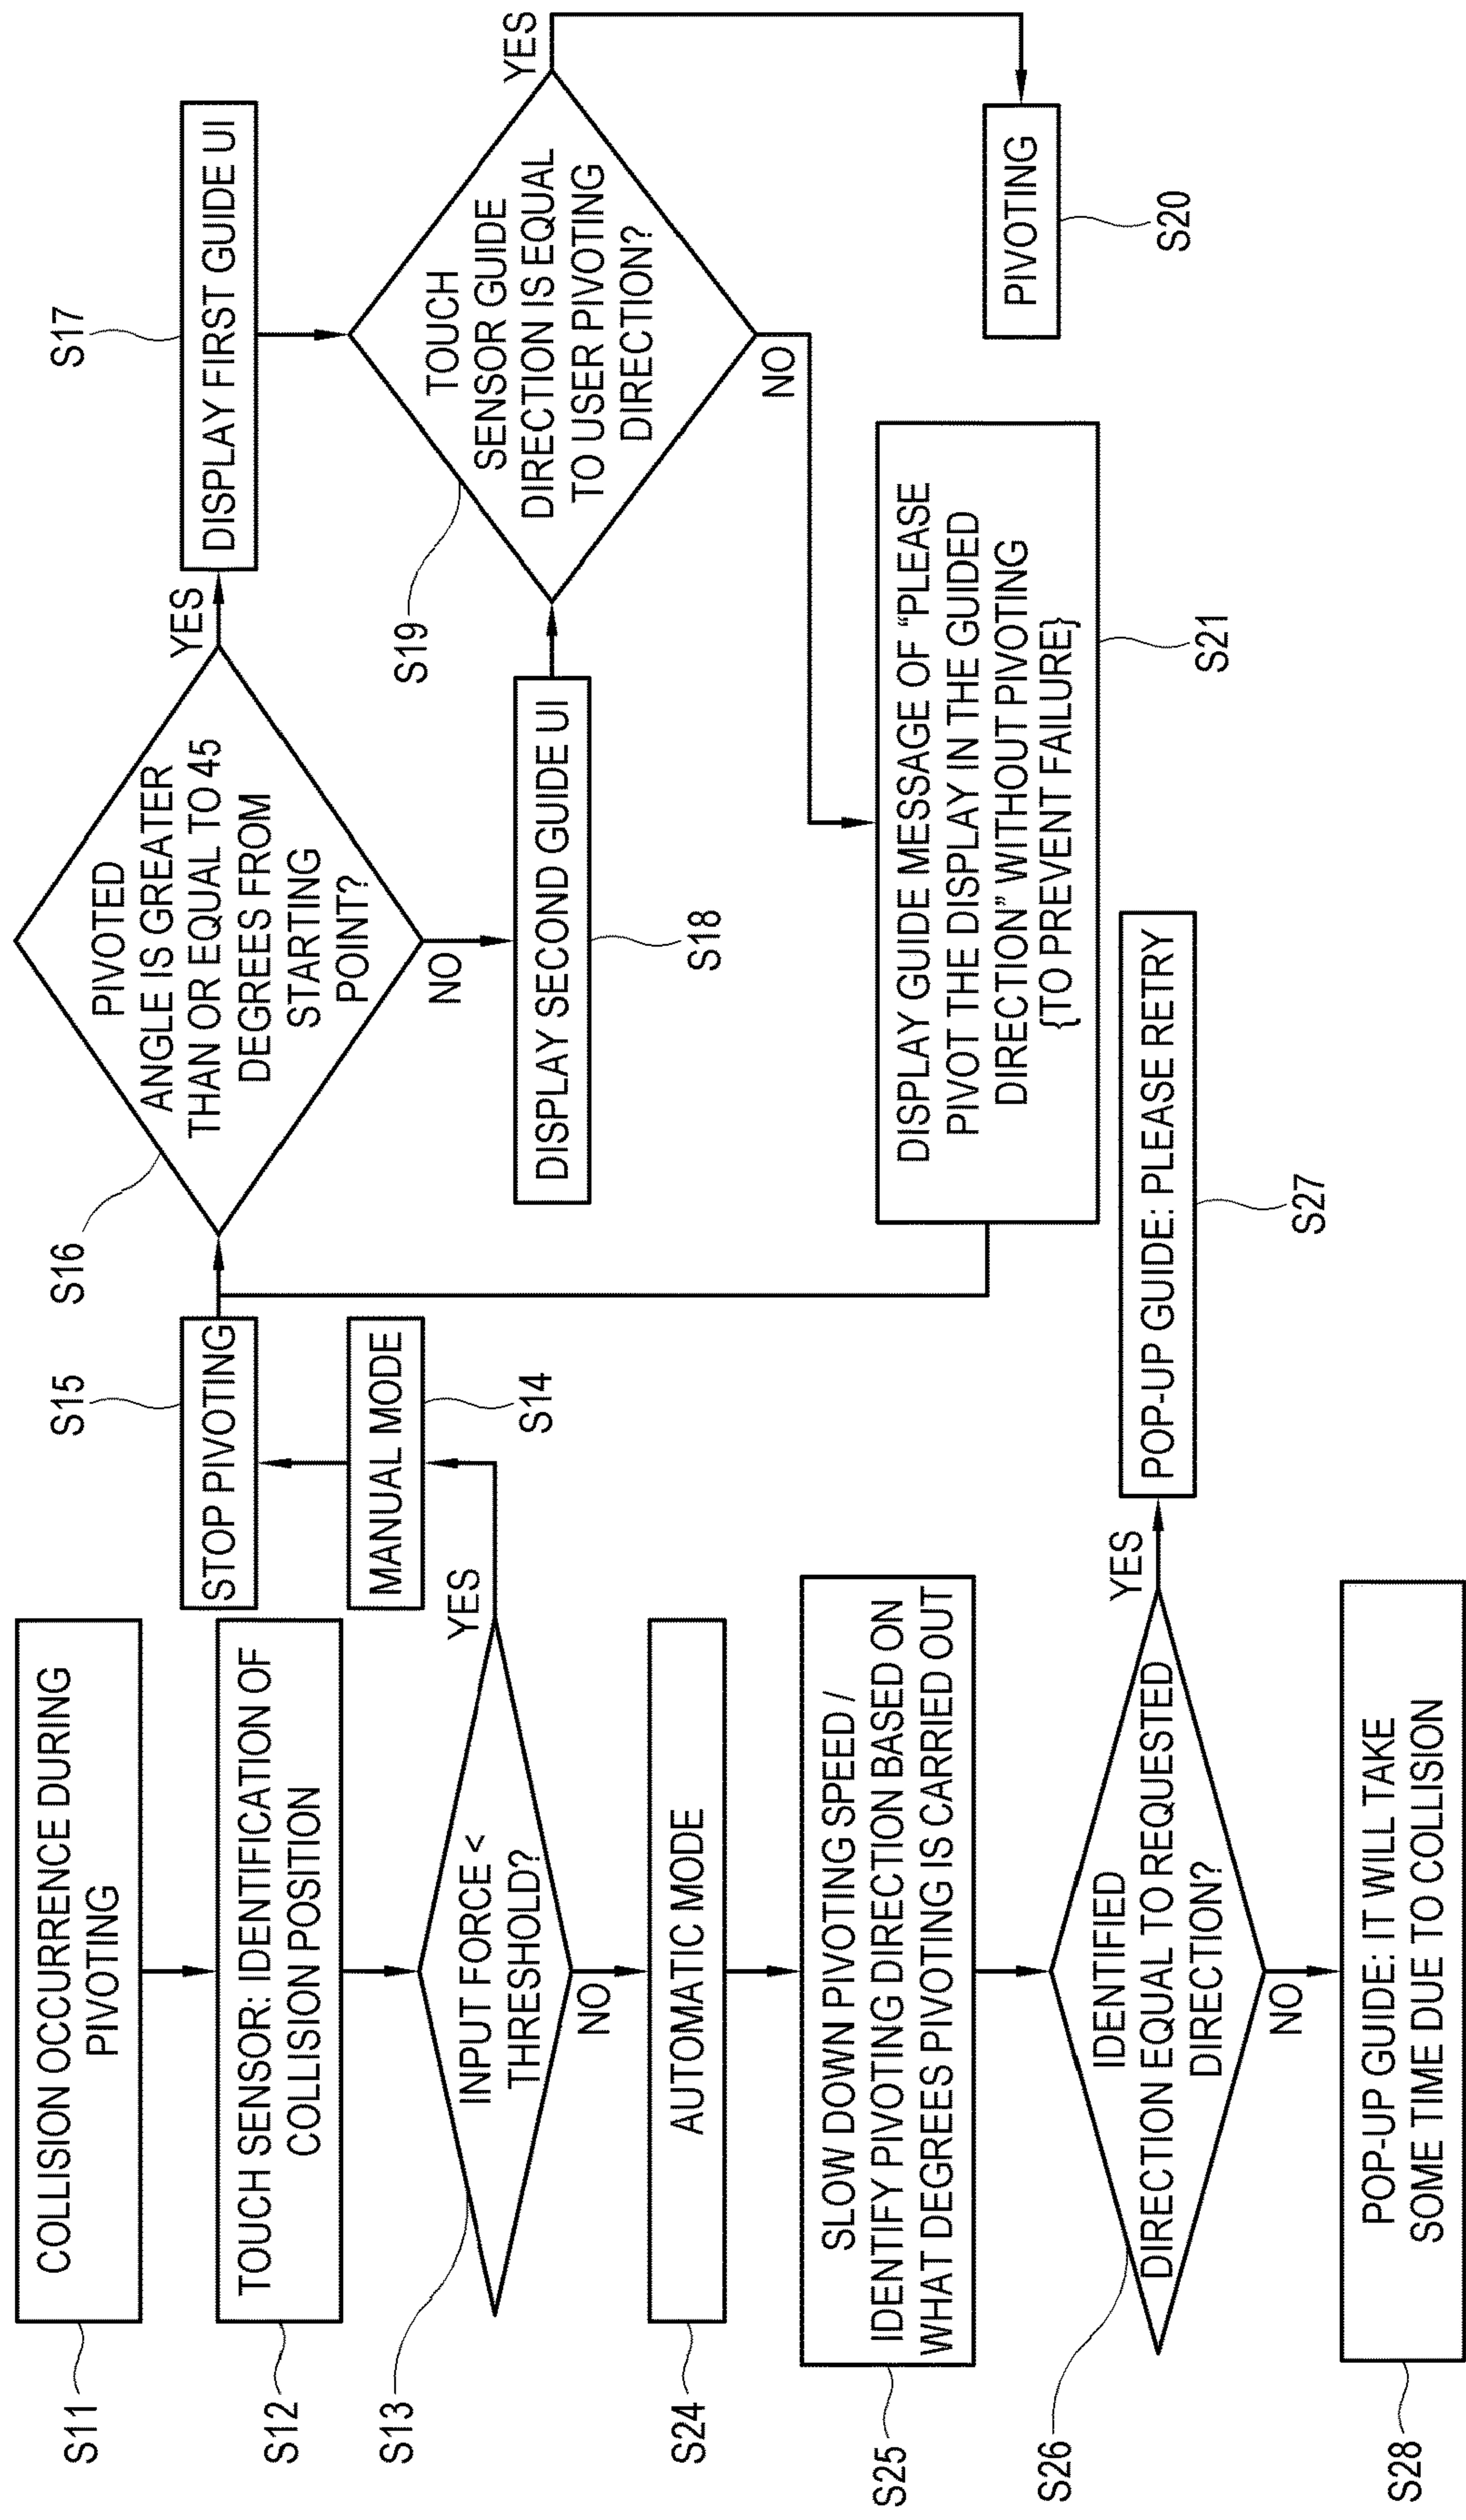 S11
COLLISION OCCURRENCE DURING
PIVOTING
S12
TOUCH SENSOR: IDENTIFICATION OF
COLLISION POSITION
S13
INPUT FORCE <
THRESHOLD?
YES
NO
MANUAL MODE
S14
STOP PIVOTING
S15
S16
PIVOTED
ANGLE IS GREATER
THAN OR EQUAL TO 45
DEGREES FROM
STARTING
POINT?
YES
NO
S17
DISPLAY FIRST GUIDE UI
DISPLAY SECOND GUIDE UI
S18
S19
TOUCH
SENSOR GUIDE
DIRECTION IS EQUAL
TO USER PIVOTING
DIRECTION?
YES
NO
PIVOTING
S20
DISPLAY GUIDE MESSAGE OF “PLEASE
PIVOT THE DISPLAY IN THE GUIDED
DIRECTION” WITHOUT PIVOTING
{TO PREVENT FAILURE}
S21
S24
AUTOMATIC MODE
S25
SLOW DOWN PIVOTING SPEED /
IDENTIFY PIVOTING DIRECTION BASED ON
WHAT DEGREES PIVOTING IS CARRIED OUT
S26
IDENTIFIED
DIRECTION EQUAL TO REQUESTED
DIRECTION?
YES
NO
POP-UP GUIDE: PLEASE RETRY
S27
S28
POP-UP GUIDE: IT WILL TAKE
SOME TIME DUE TO COLLISION